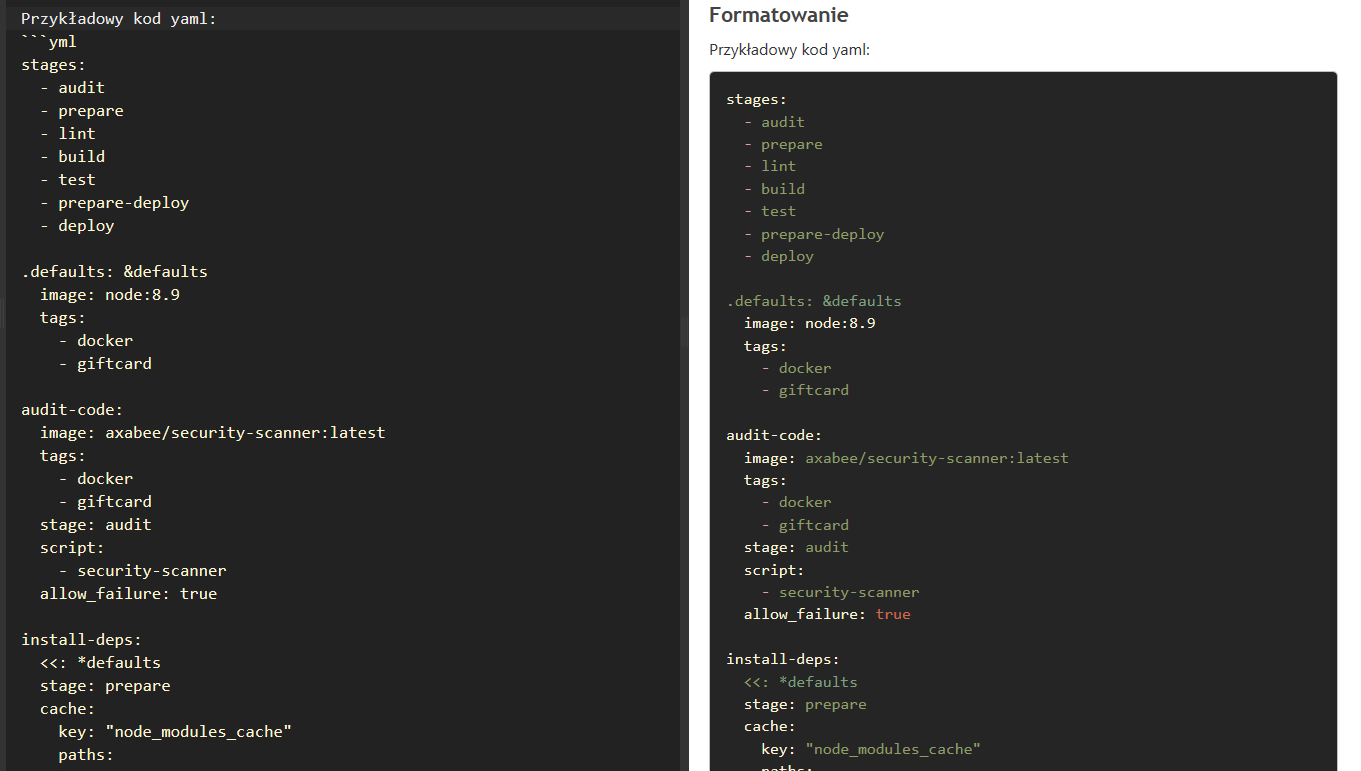 Przykładowy kod yaml:
```yml
stages:
  - audit
  - prepare
  - lint
  - build
  - test
  - prepare-deploy
  - deploy

.defaults: &defaults
  image: node:8.9
  tags:
    - docker
    - giftcard

audit-code:
  image: axabee/security-scanner:latest
  tags:
    - docker
    - giftcard
  stage: audit
  script:
    - security-scanner
  allow_failure: true

install-deps:
  <<: *defaults
  stage: prepare
  cache:
    key: "node_modules_cache"
    paths:
Formatowanie
Przykładowy kod yaml:
stages:
  - audit
  - prepare
  - lint
  - build
  - test
  - prepare-deploy
  - deploy

.defaults: &defaults
  image: node:8.9
  tags:
    - docker
    - giftcard

audit-code:
  image: axabee/security-scanner:latest
  tags:
    - docker
    - giftcard
  stage: audit
  script:
    - security-scanner
  allow_failure: true

install-deps:
  <<: *defaults
  stage: prepare
  cache:
    key: "node_modules_cache"
    paths: